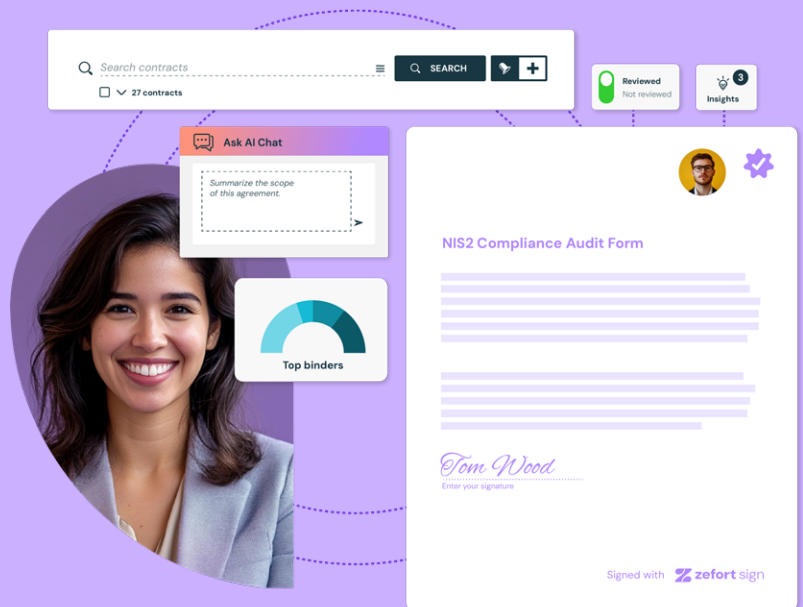 Search contracts
SEARCH
27 contracts
Reviewed
Not reviewed
3
Insights
Ask AI Chat
Summarize the scope
of this agreement.
Top binders
NIS2 Compliance Audit Form
Tom Wood
Enter your signature
Signed with zefort sign